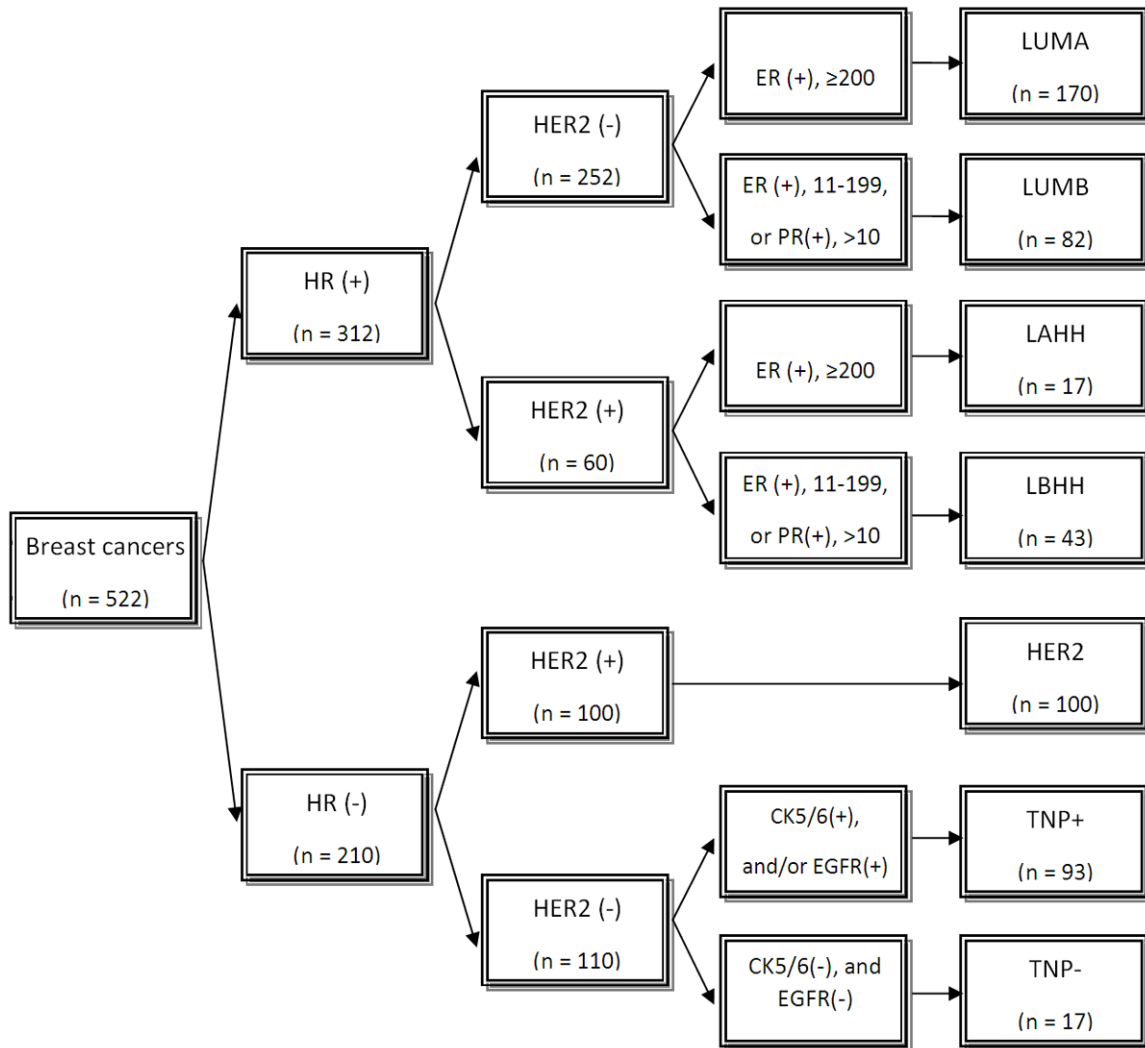 Breast cancers
(n = 522)
HR (+)
(n = 312)
HER2 (-)
(n = 252)
ER (+), ≥200
LUMA
(n = 170)
ER (+), 11-199,
or PR(+), >10
LUMB
(n = 82)
HER2 (+)
(n = 60)
ER (+), ≥200
LAHH
(n = 17)
ER (+), 11-199,
or PR(+), >10
LBHH
(n = 43)
HR (-)
(n = 210)
HER2 (+)
(n = 100)
HER2
(n = 100)
HER2 (-)
(n = 110)
CK5/6(+),
and/or EGFR(+)
TNP+
(n = 93)
CK5/6(-), and
EGFR(-)
TNP-
(n = 17)